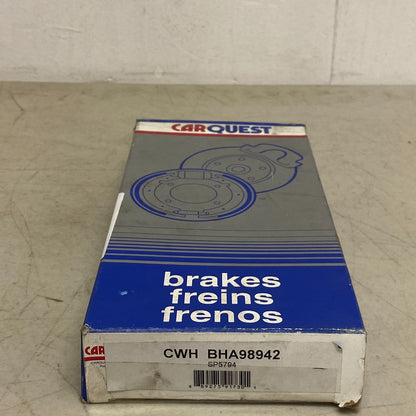 CARQUEST
brakes
freins
frenos
CAR
CWH BHA98942
SP5794